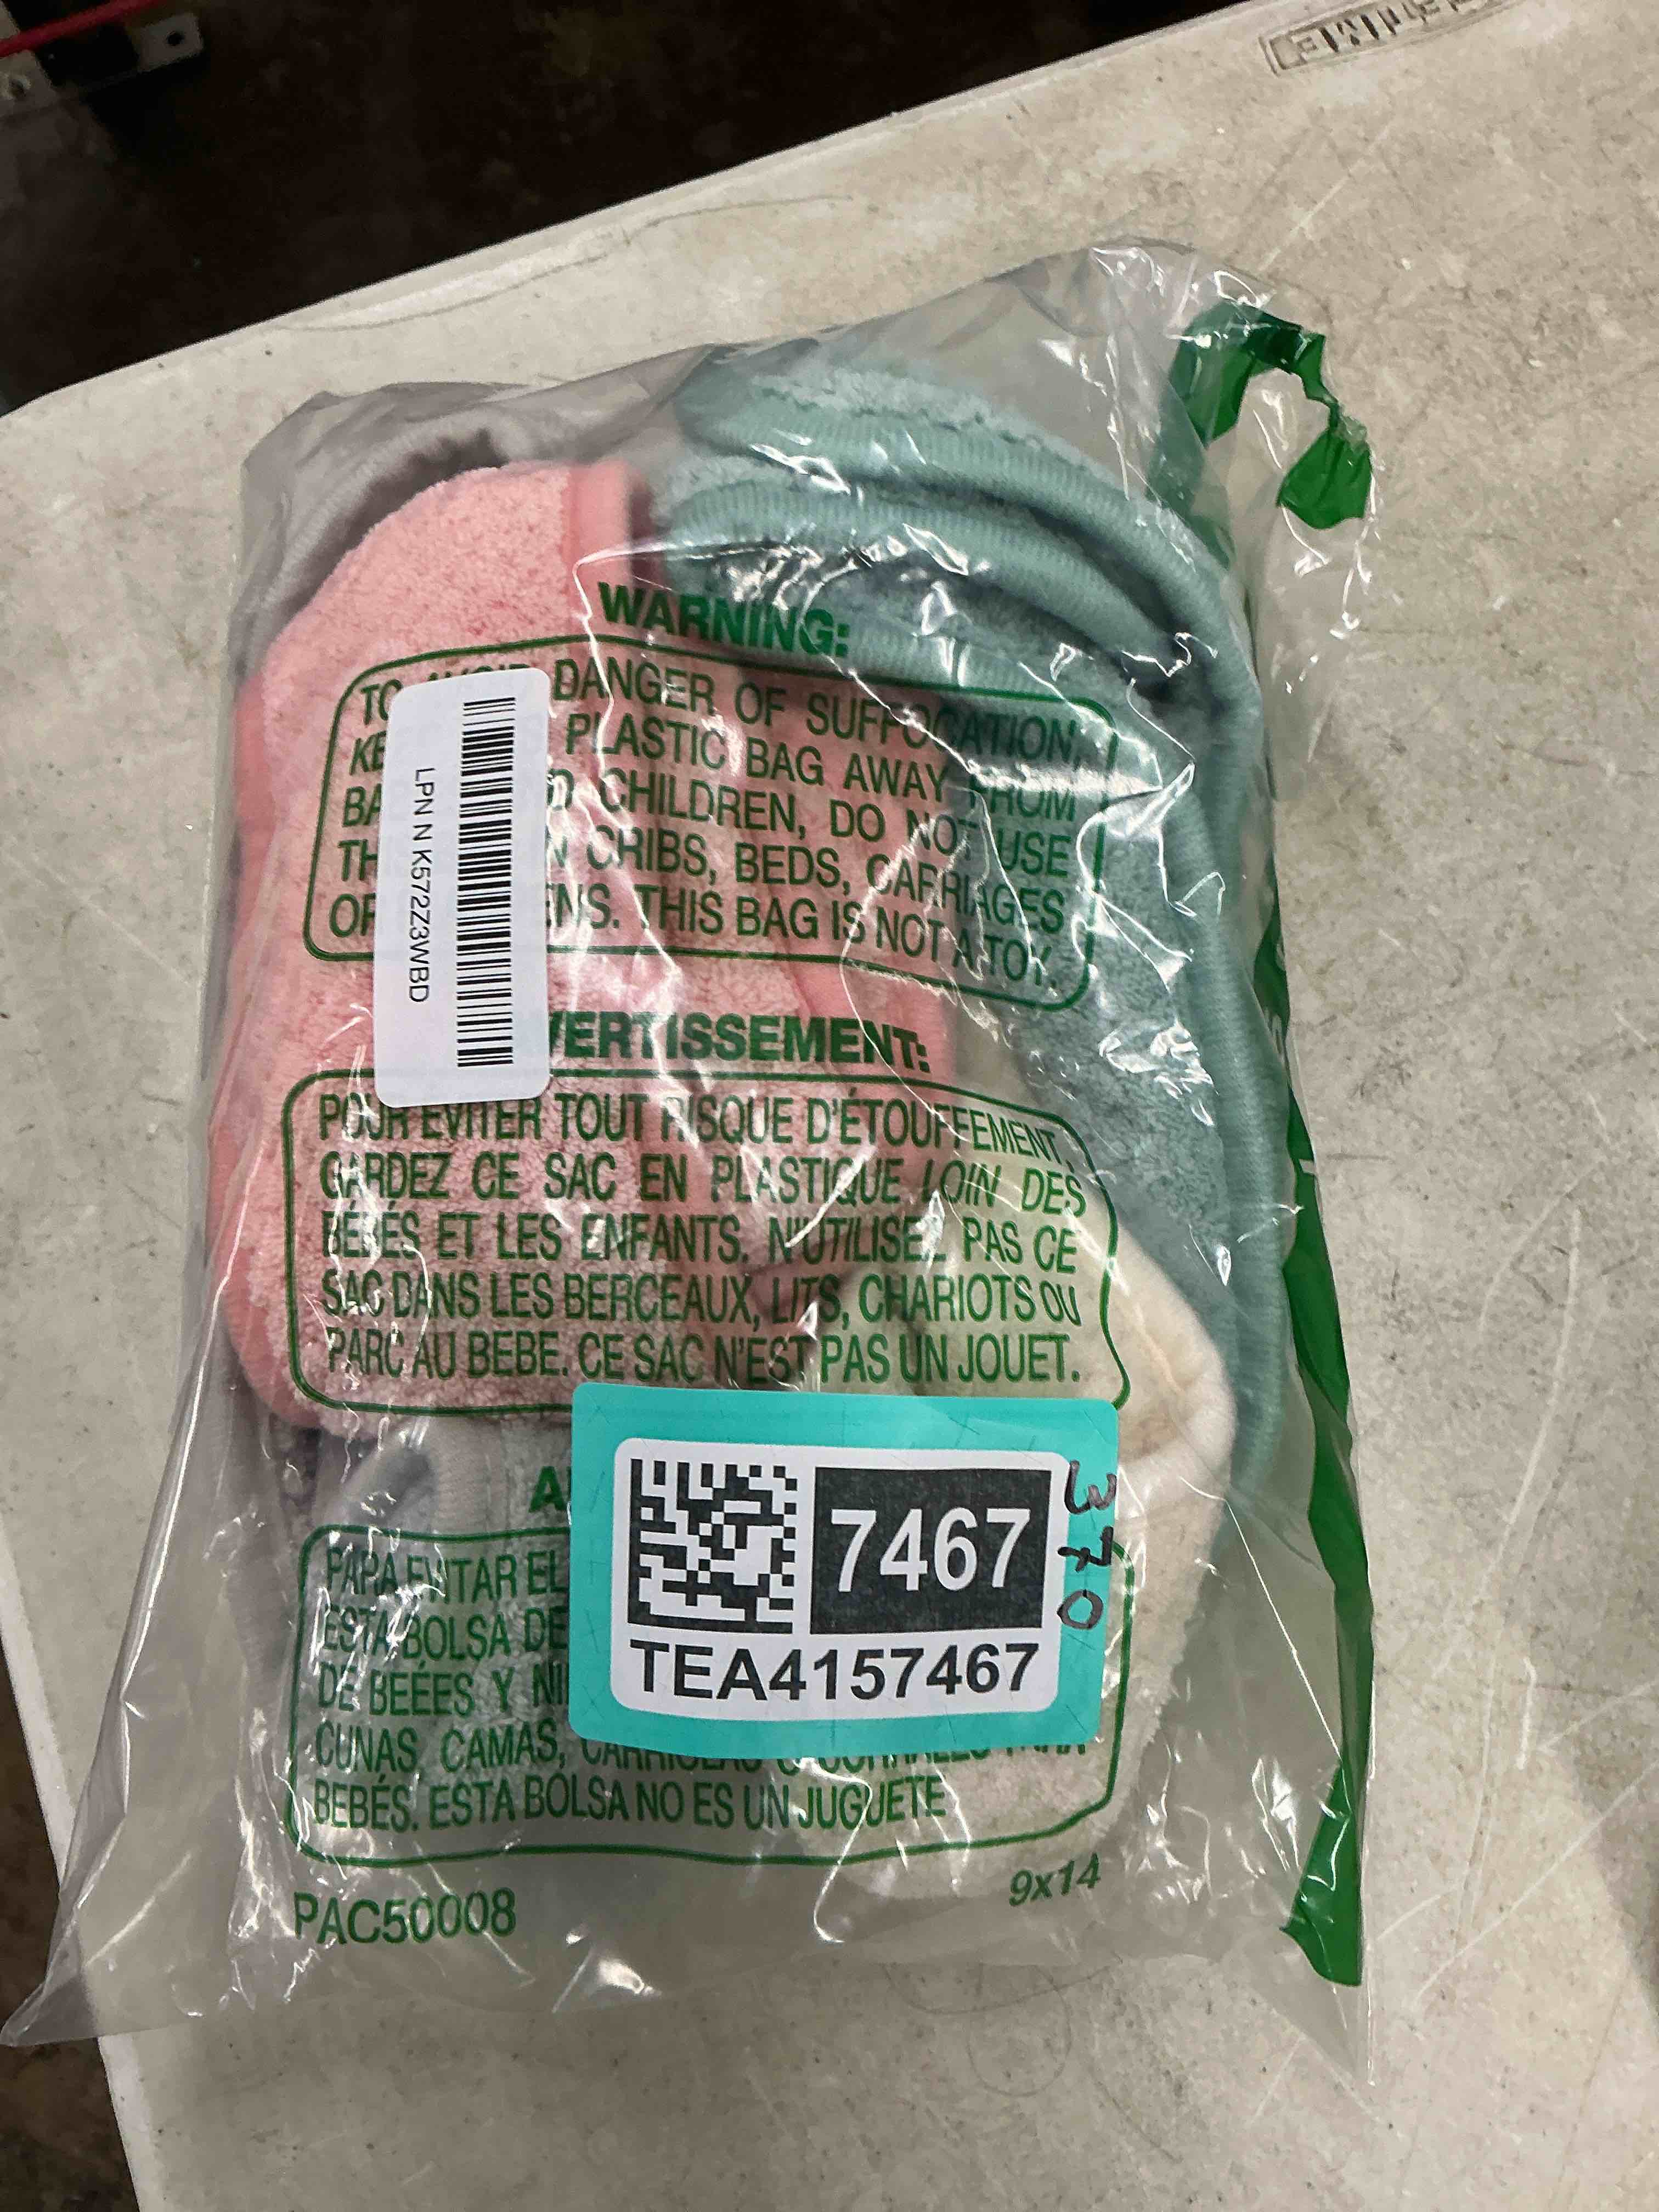 WARNING:
TO DANGER OF SUFFOCATION,
PLASTIC BAG AWAY FROM
CHILDREN, DO NOT USE
CRIBS, BEDS, CARRIAGES
THIS BAG IS NOT A TOY.
LPN N K572Z3WBD
VERTISSEMENT:
POUR EVITER TOUT RISQUE D'ÉTOUFFEMENT,
GARDEZ CE SAC EN PLASTIQUE LOIN DES
BÉBÉS ET LES ENFANTS. N'UTILISEZ PAS CE
SAC DANS LES BERCEAUX, LITS, CHARIOTS OU
PARC AU BEBE. CE SAC N'EST PAS UN JOUET.
PARA EVITAR EL
ESTA BOLSA DE
DE BEÉES Y
CUNAS, CAMAS,
BEBÉS. ESTA BOLSA NO ES UN JUGUETE
7467
TEA4157467
370
PAC50008
9x14